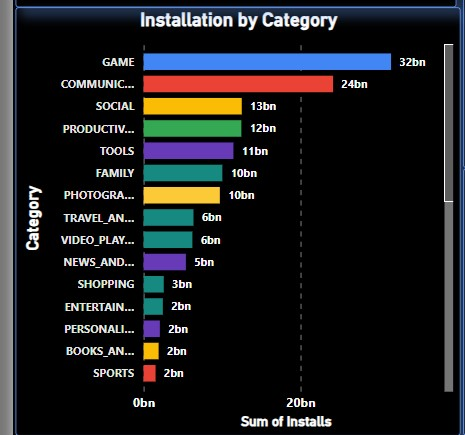 Installation by Category
GAME 32bn
COMMUNIC... 24bn
SOCIAL 13bn
PRODUCTIV... 12bn
TOOLS 11bn
FAMILY 10bn
PHOTOGRA... 10bn
TRAVEL_AN... 6bn
VIDEO_PLAY... 6bn
NEWS_AND... 5bn
SHOPPING 3bn
ENTERTAIN... 2bn
PERSONALI... 2bn
BOOKS_AN... 2bn
SPORTS 2bn
Category
0bn 20bn
Sum of Installs